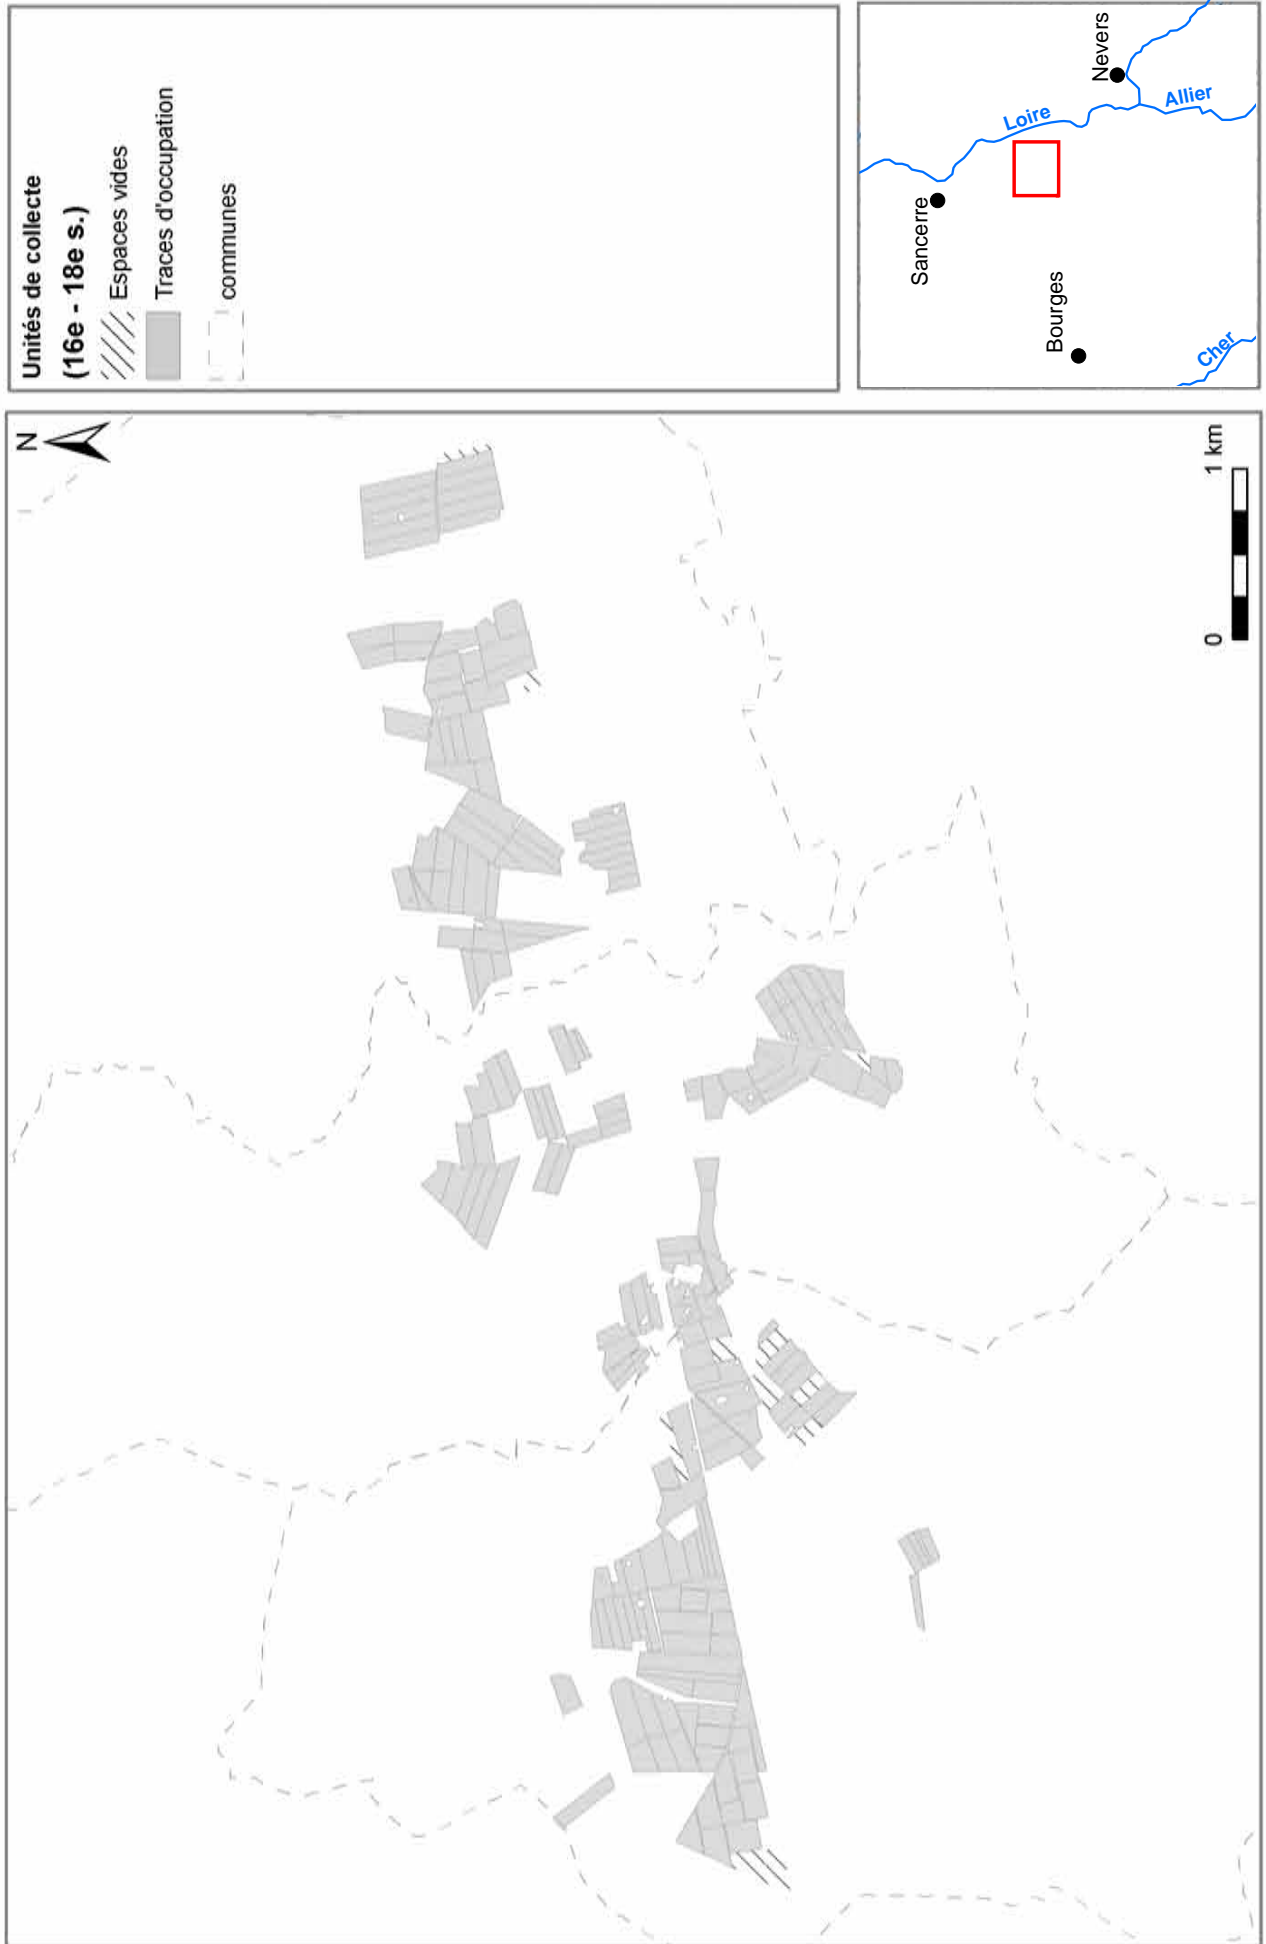 Unités de collecte
(16e - 18e s.)
Espaces vides
Traces d'occupation
communes
N
0
1 km
Sancerre
Bourges
Nevers
Loire
Allier
Cher